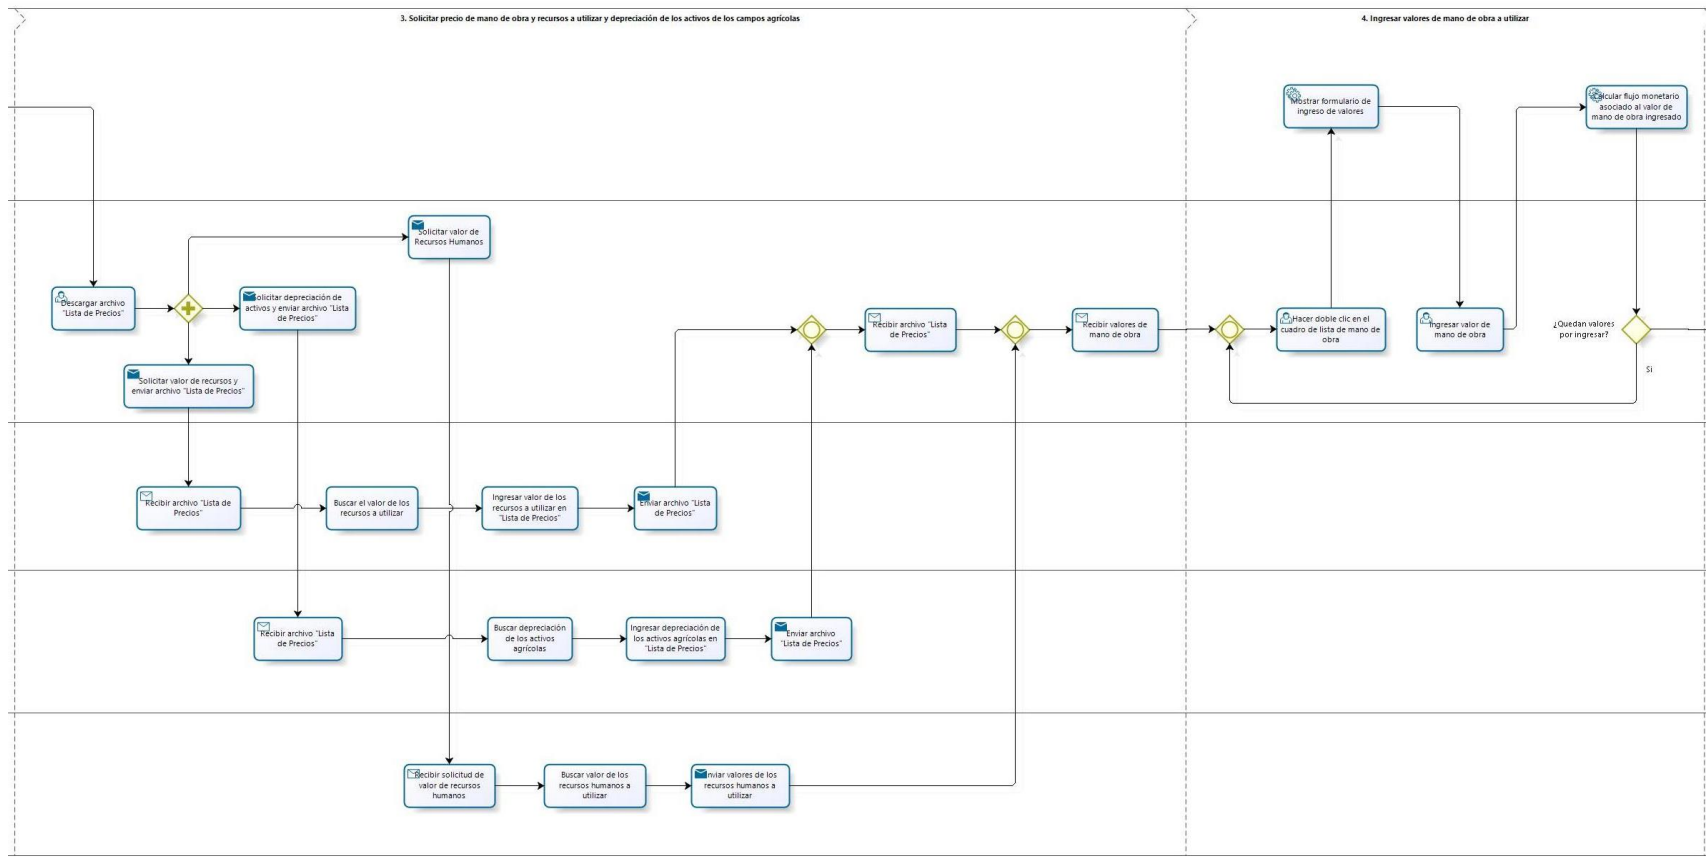 3. Solicitar precio de mano de obra y recursos a utilizar y depreciación de los activos de los campos agrícolas
4. Ingresar valores de mano de obra a utilizar
Mostrar formulario de
ingreso de valores
Calcular flujo monetario
asociado al valor de
mano de obra ingresado
Solicitar valor de
Recursos Humanos
Descargar archivo
"Lista de Precios"
Solicitar depreciación de
activos y enviar archivo "Lista
de Precios"
Solicitar valor de recursos y
enviar archivo "Lista de Precios"
Recibir archivo "Lista
de Precios"
Recibir valores de
mano de obra
Hacer doble clic en el
cuadro de lista de mano de
obra
Ingresar valor de
mano de obra
¿Quedan valores
por ingresar?
Si
Recibir archivo "Lista de
Precios"
Buscar el valor de los
recursos a utilizar
Ingresar valor de los
recursos a utilizar en
"Lista de Precios"
Enviar archivo "Lista
de Precios"
Recibir archivo "Lista
de Precios"
Buscar depreciación
de los activos
agrícolas
Ingresar depreciación de
los activos agrícolas en
"Lista de Precios"
Enviar archivo
"Lista de Precios"
Recibir solicitud de
valor de recursos
humanos
Buscar valor de los
recursos humanos a
utilizar
Enviar valores de los
recursos humanos a
utilizar